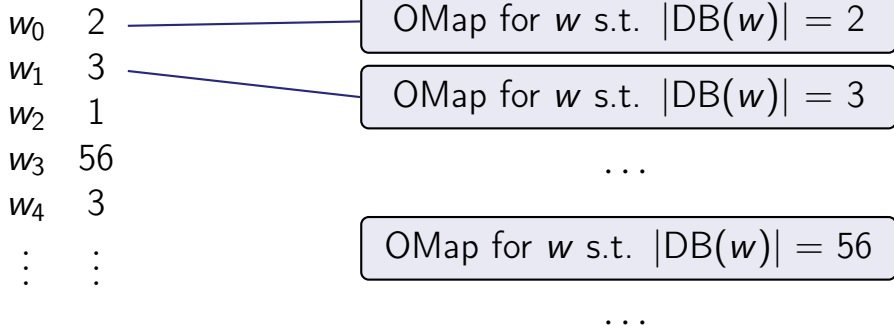 w₀ 2
OMap for w s.t. |DB(w)| = 2
w₁ 3
OMap for w s.t. |DB(w)| = 3
w₂ 1
w₃ 56
...
w₄ 3
OMap for w s.t. |DB(w)| = 56
⋮ ⋮
...